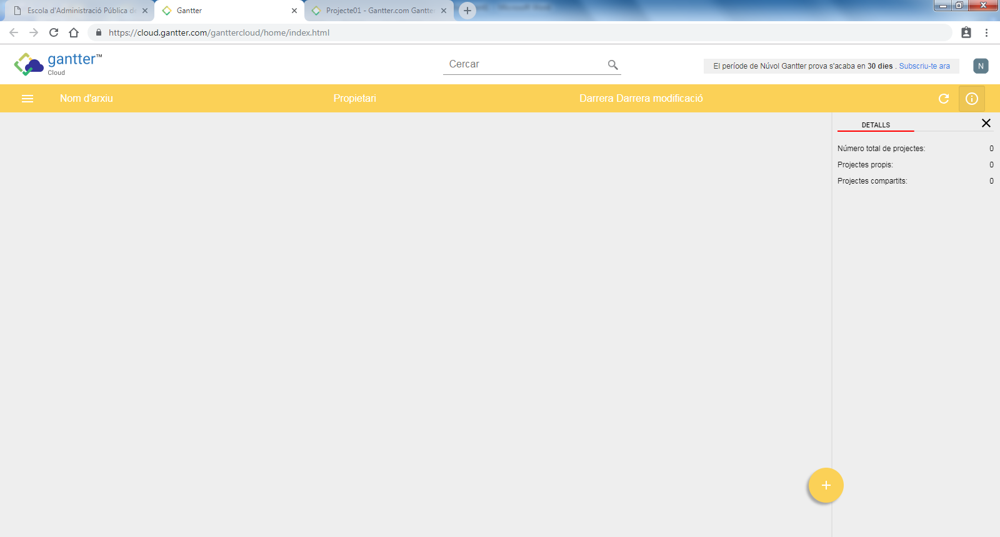 Escola d'Administració Pública de
Gantter
Projecte01 - Gantter.com Gantter
https://cloud.gantter.com/ganttercloud/home/index.html
gantter™
Cloud
Cercar
El període de Núvol Gantter prova s'acaba en 30 dies . Subscriu-te ara
N
Nom d'arxiu
Propietari
Darrera Darrera modificació
DETALLS
Número total de projectes: 0
Projectes propis: 0
Projectes compartits: 0